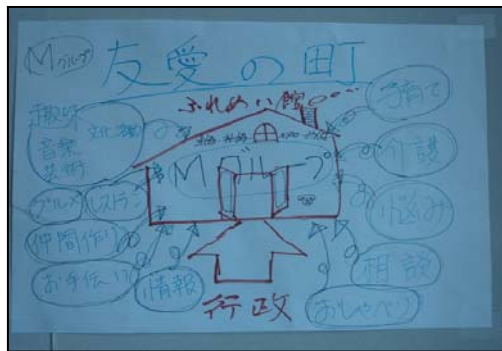 Mグループ
友愛の町
ふれあい館
趣味
音楽
芸術
文化活動
Mグループ
グルメ
レストラン
仲間作り
お手伝い
情報
子育て
介護
悩み
相談
おしゃべり
行政